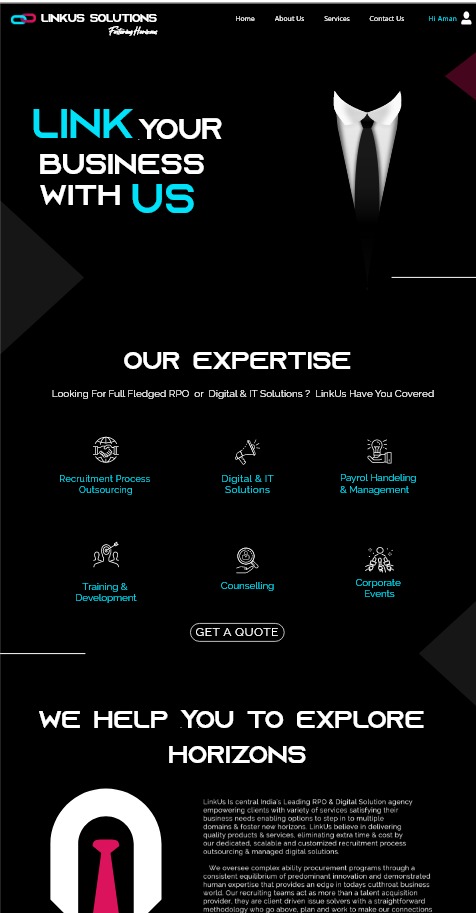 LINKUS SOLUTIONS
Fostering Horizons
Home About Us Services Contact Us Hi Aman
LINK YOUR
BUSINESS
WITH US
OUR EXPERTISE
Looking For Full Fledged RPO or Digital & IT Solutions ? LinkUs Have You Covered
Recruitment Process
Outsourcing
Digital & IT
Solutions
Payrol Handeling
& Management
Training &
Development
Counselling
Corporate
Events
GET A QUOTE
WE HELP YOU TO EXPLORE
HORIZONS
LinkUs Is central India's Leading RPO & Digital Solution agency
empowering clients with variety of services satisfying their
business needs enabling options to step in to multiple
domains & foster new horizons. LinkUs believe in delivering
quality products & services, eliminating extra time & cost by
our dedicated, scalable and customized recruitment process
outsourcing & managed digital solutions.
We oversee complex ability procurement programs through a
consistent equilibrium of predominant innovation and demonstrated
human expertise that provides an edge in todays cutthroat business
world. Our recruiting teams act as more than a talent acquisition
provider, they are client driven issue solvers with a straightforward
methodology who go above, plan and work to make our connections